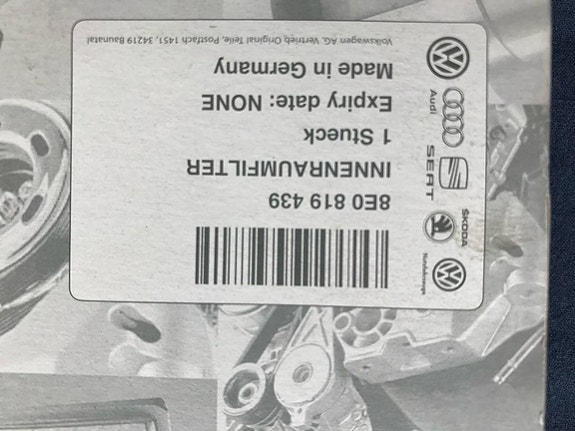 8E0 819 439
INNENRAUMFILTER
1 Stueck
Expiry date: NONE
Made in Germany
Volkswagen AG, Vertrieb Original Teile, Postfach 1451, 34219 Baunatal
Nutzfahrzeuge
SKODA
SEAT
Audi